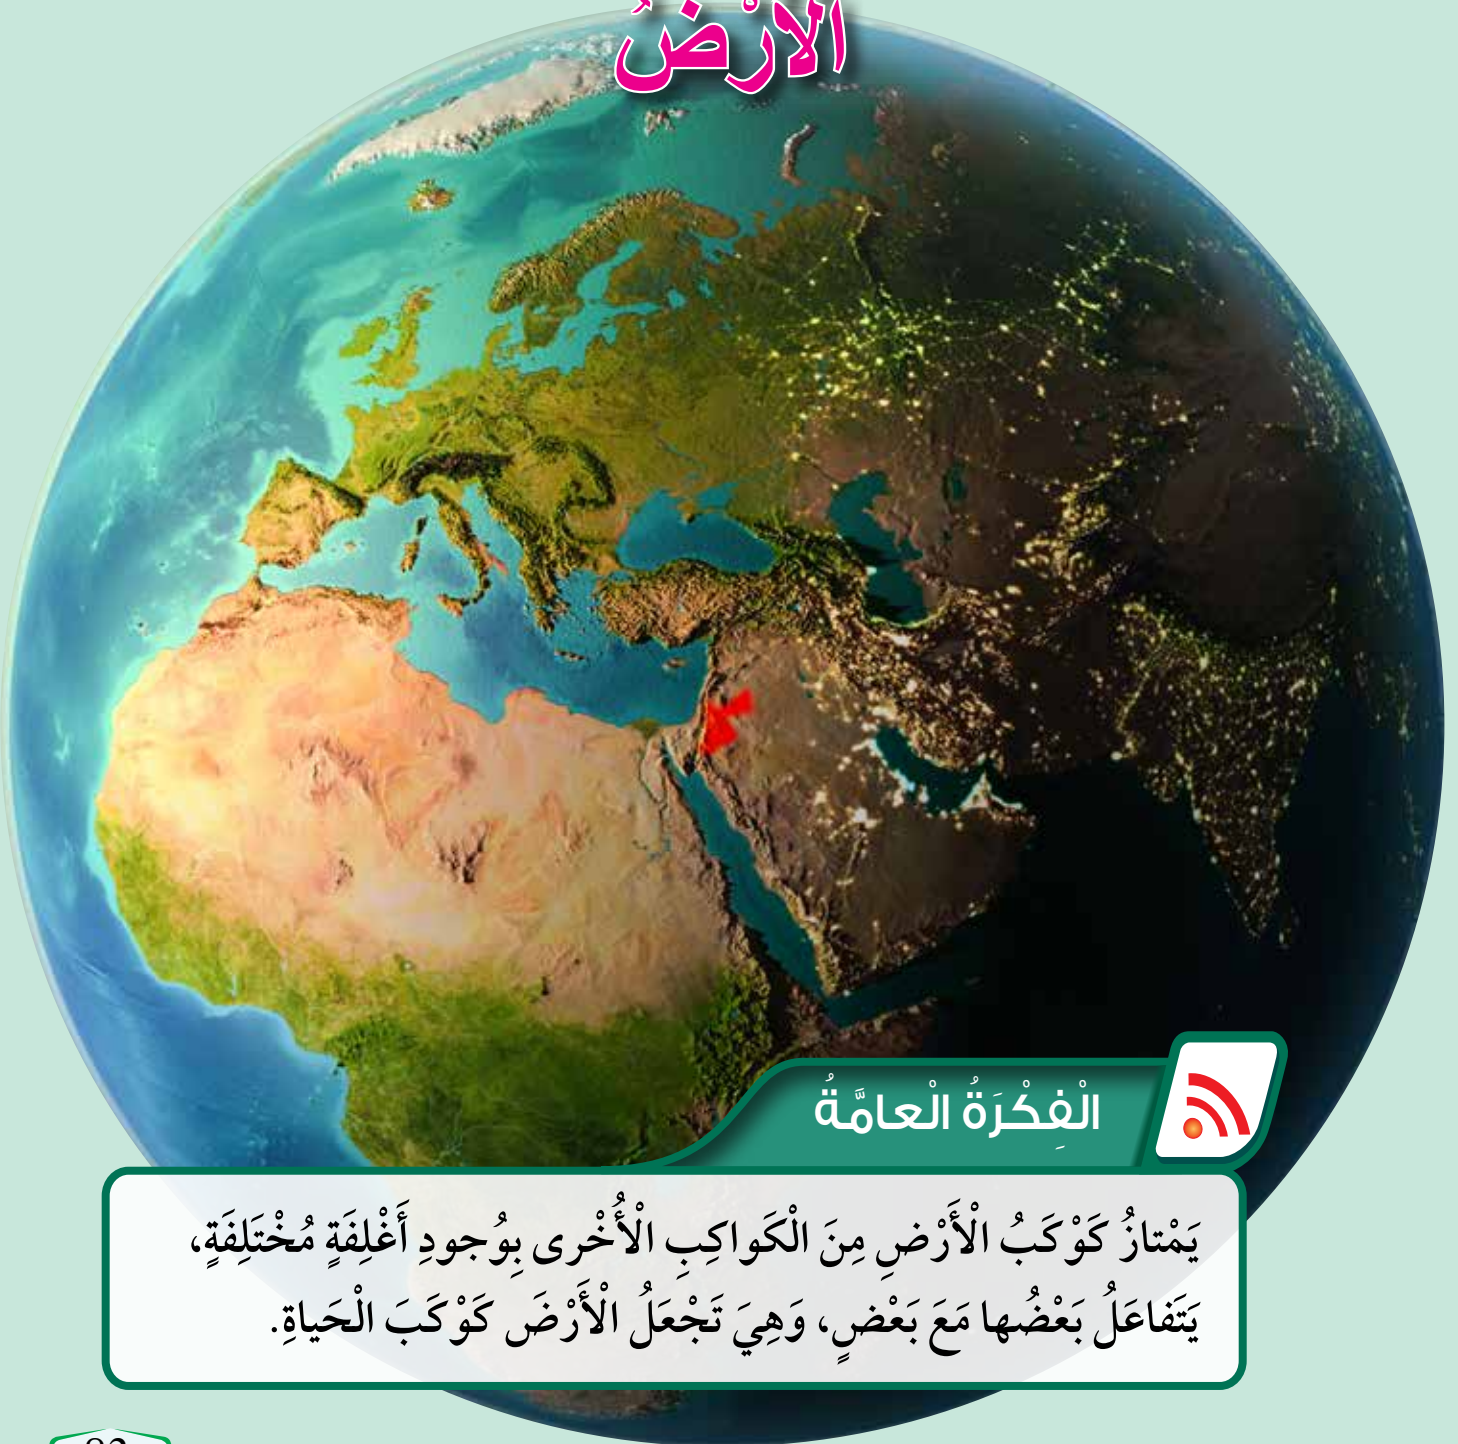 الْأَرْضُ
الْفِكْرَةُ الْعامَّةُ
يَمْتازُ كَوْكَبُ الْأَرْضِ مِنَ الْكَواكِبِ الْأُخْرى بِوُجودِ أَغْلِفَةٍ مُخْتَلِفَةٍ،
يَتَفاعَلُ بَعْضُها مَعَ بَعْضٍ، وَهِيَ تَجْعَلُ الْأَرْضَ كَوْكَبَ الْحَياةِ.